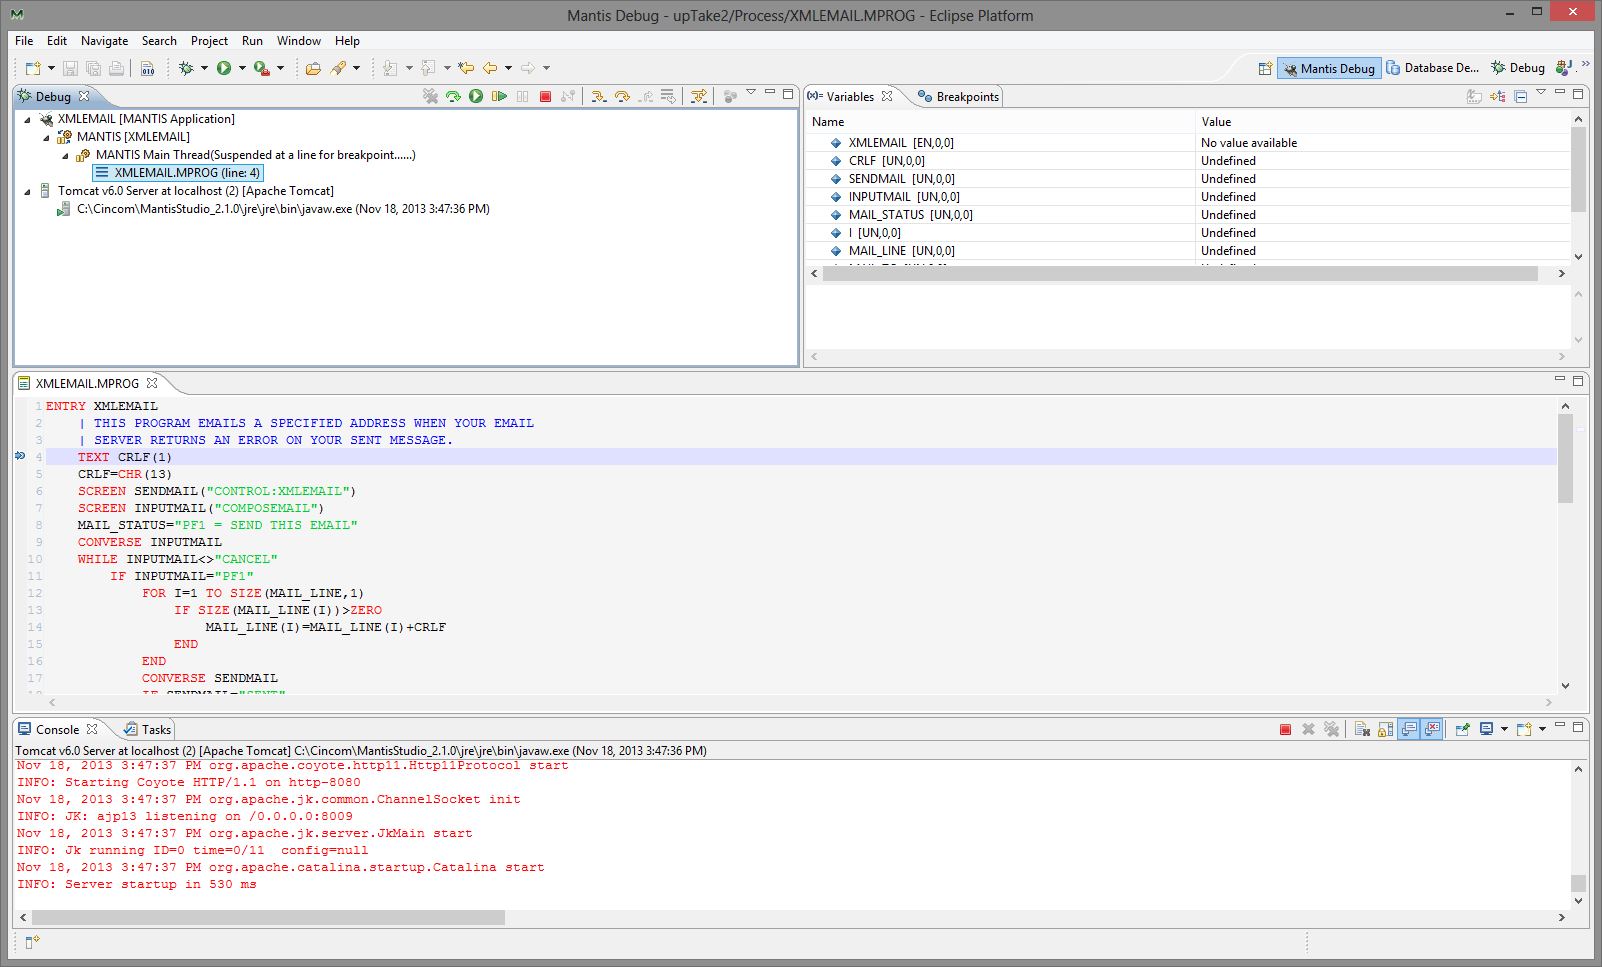 Mantis Debug - upTake2/Process/XMLEMAIL.MPROG - Eclipse Platform
File Edit Navigate Search Project Run Window Help
Mantis Debug Database De... Debug
Debug
XMLEMAIL [MANTIS Application]
MANTIS [XMLEMAIL]
MANTIS Main Thread(Suspended at a line for breakpoint......)
XMLEMAIL.MPROG (line: 4)
Tomcat v6.0 Server at localhost (2) [Apache Tomcat]
C:\Cincom\MantisStudio_2.1.0\jre\jre\bin\javaw.exe (Nov 18, 2013 3:47:36 PM)
(x)= Variables Breakpoints
Name Value
XMLEMAIL [EN,0,0] No value available
CRLF [UN,0,0] Undefined
SENDMAIL [UN,0,0] Undefined
INPUTMAIL [UN,0,0] Undefined
MAIL_STATUS [UN,0,0] Undefined
I [UN,0,0] Undefined
MAIL_LINE [UN,0,0] Undefined
XMLEMAIL.MPROG
1 ENTRY XMLEMAIL
2 | THIS PROGRAM EMAILS A SPECIFIED ADDRESS WHEN YOUR EMAIL
3 | SERVER RETURNS AN ERROR ON YOUR SENT MESSAGE.
4 TEXT CRLF(1)
5 CRLF=CHR(13)
6 SCREEN SENDMAIL("CONTROL:XMLEMAIL")
7 SCREEN INPUTMAIL("COMPOSEMAIL")
8 MAIL_STATUS="PF1 = SEND THIS EMAIL"
9 CONVERSE INPUTMAIL
10 WHILE INPUTMAIL<>"CANCEL"
11 IF INPUTMAIL="PF1"
12 FOR I=1 TO SIZE(MAIL_LINE,1)
13 IF SIZE(MAIL_LINE(I))>ZERO
14 MAIL_LINE(I)=MAIL_LINE(I)+CRLF
15 END
16 END
17 CONVERSE SENDMAIL
IF SENDMAIL="SENT"
Console Tasks
Tomcat v6.0 Server at localhost (2) [Apache Tomcat] C:\Cincom\MantisStudio_2.1.0\jre\jre\bin\javaw.exe (Nov 18, 2013 3:47:36 PM)
Nov 18, 2013 3:47:37 PM org.apache.coyote.http11.Http11Protocol start
INFO: Starting Coyote HTTP/1.1 on http-8080
Nov 18, 2013 3:47:37 PM org.apache.jk.common.ChannelSocket init
INFO: JK: ajp13 listening on /0.0.0.0:8009
Nov 18, 2013 3:47:37 PM org.apache.jk.server.JkMain start
INFO: Jk running ID=0 time=0/11  config=null
Nov 18, 2013 3:47:37 PM org.apache.catalina.startup.Catalina start
INFO: Server startup in 530 ms